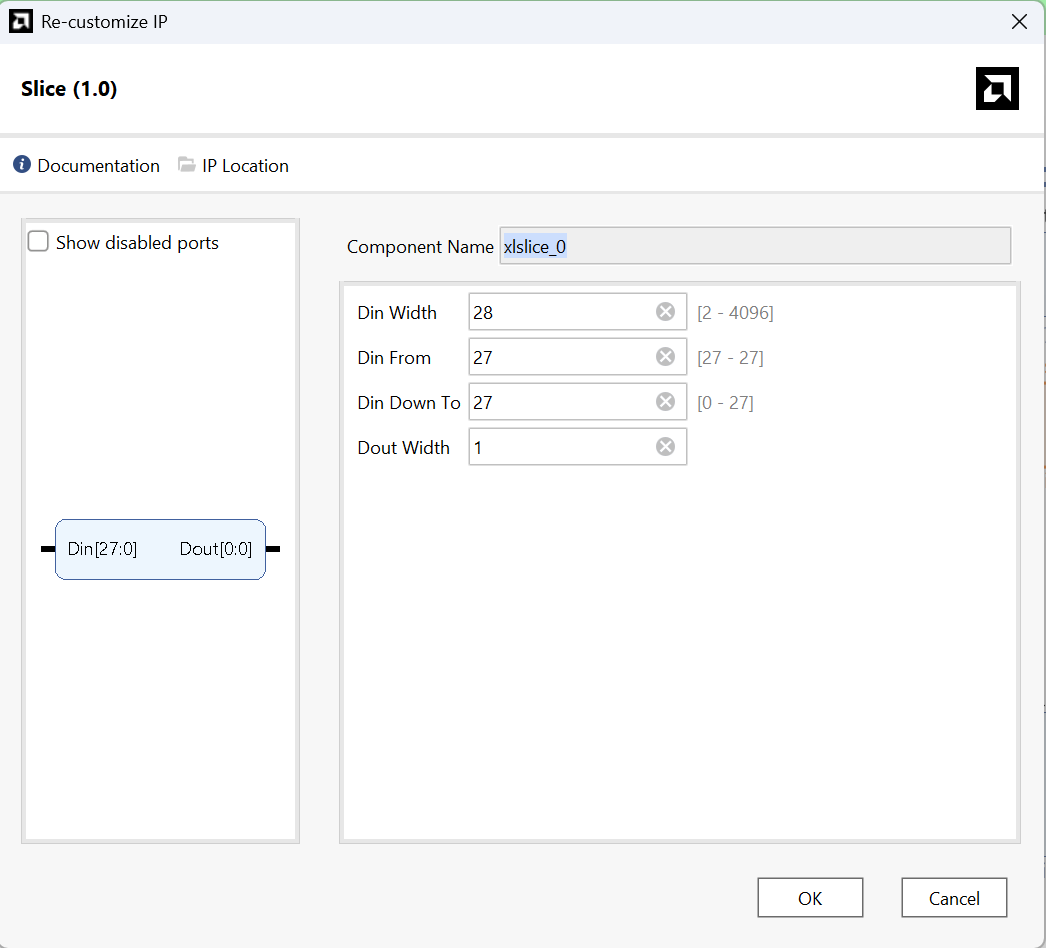 Re-customize IP
Slice (1.0)
Documentation IP Location
Show disabled ports
Din[27:0] Dout[0:0]
Component Name xlslice_0
Din Width 28 [2 - 4096]
Din From 27 [27 - 27]
Din Down To 27 [0 - 27]
Dout Width 1
OK Cancel